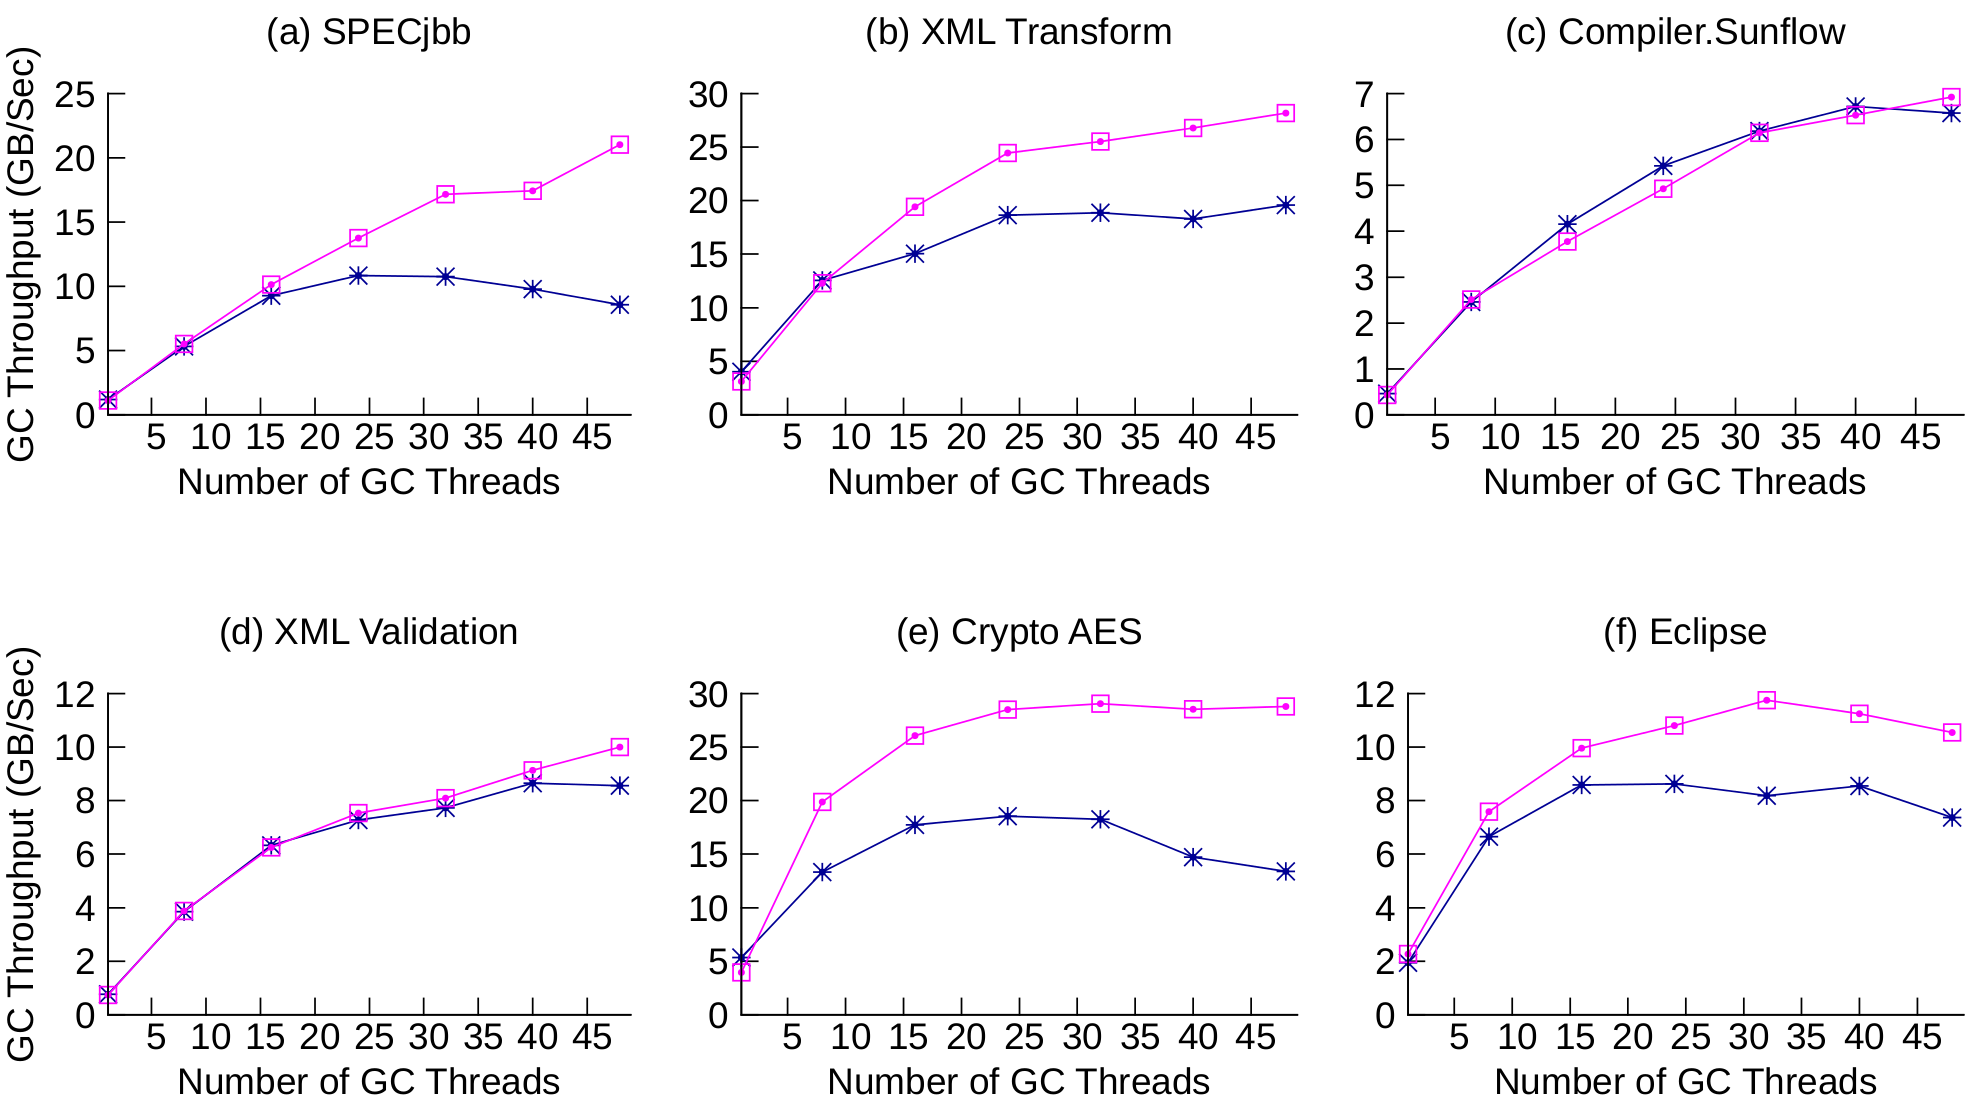 (a) SPECjbb
GC Throughput (GB/Sec)
25
20
15
10
5
0
5 10 15 20 25 30 35 40 45
Number of GC Threads
(b) XML Transform
30
25
20
15
10
5
0
5 10 15 20 25 30 35 40 45
Number of GC Threads
(c) Compiler.Sunflow
7
6
5
4
3
2
1
0
5 10 15 20 25 30 35 40 45
Number of GC Threads
(d) XML Validation
GC Throughput (GB/Sec)
12
10
8
6
4
2
0
5 10 15 20 25 30 35 40 45
Number of GC Threads
(e) Crypto AES
30
25
20
15
10
5
0
5 10 15 20 25 30 35 40 45
Number of GC Threads
(f) Eclipse
12
10
8
6
4
2
0
5 10 15 20 25 30 35 40 45
Number of GC Threads